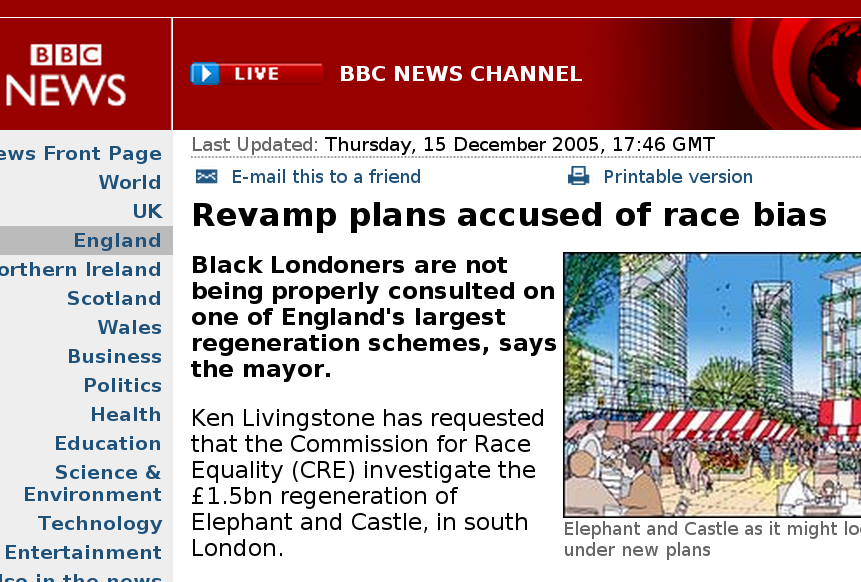 BBC
NEWS
LIVE
BBC NEWS CHANNEL
News Front Page
World
UK
England
Northern Ireland
Scotland
Wales
Business
Politics
Health
Education
Science &
Environment
Technology
Entertainment
Also in the news
Last Updated: Thursday, 15 December 2005, 17:46 GMT
E-mail this to a friend
Printable version
Revamp plans accused of race bias
Black Londoners are not
being properly consulted on
one of England's largest
regeneration schemes, says
the mayor.
Ken Livingstone has requested
that the Commission for Race
Equality (CRE) investigate the
£1.5bn regeneration of
Elephant and Castle, in south
London.
Elephant and Castle as it might
under new plans